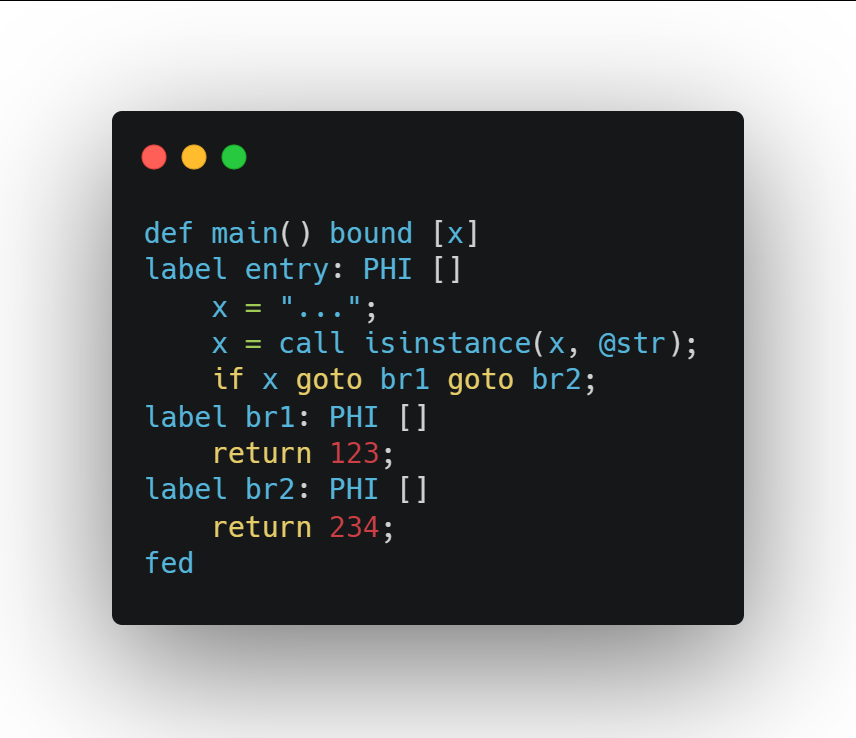 def main() bound [x]
label entry: PHI []
    x = "...";
    x = call isinstance(x, @str);
    if x goto br1 goto br2;
label br1: PHI []
    return 123;
label br2: PHI []
    return 234;
fed